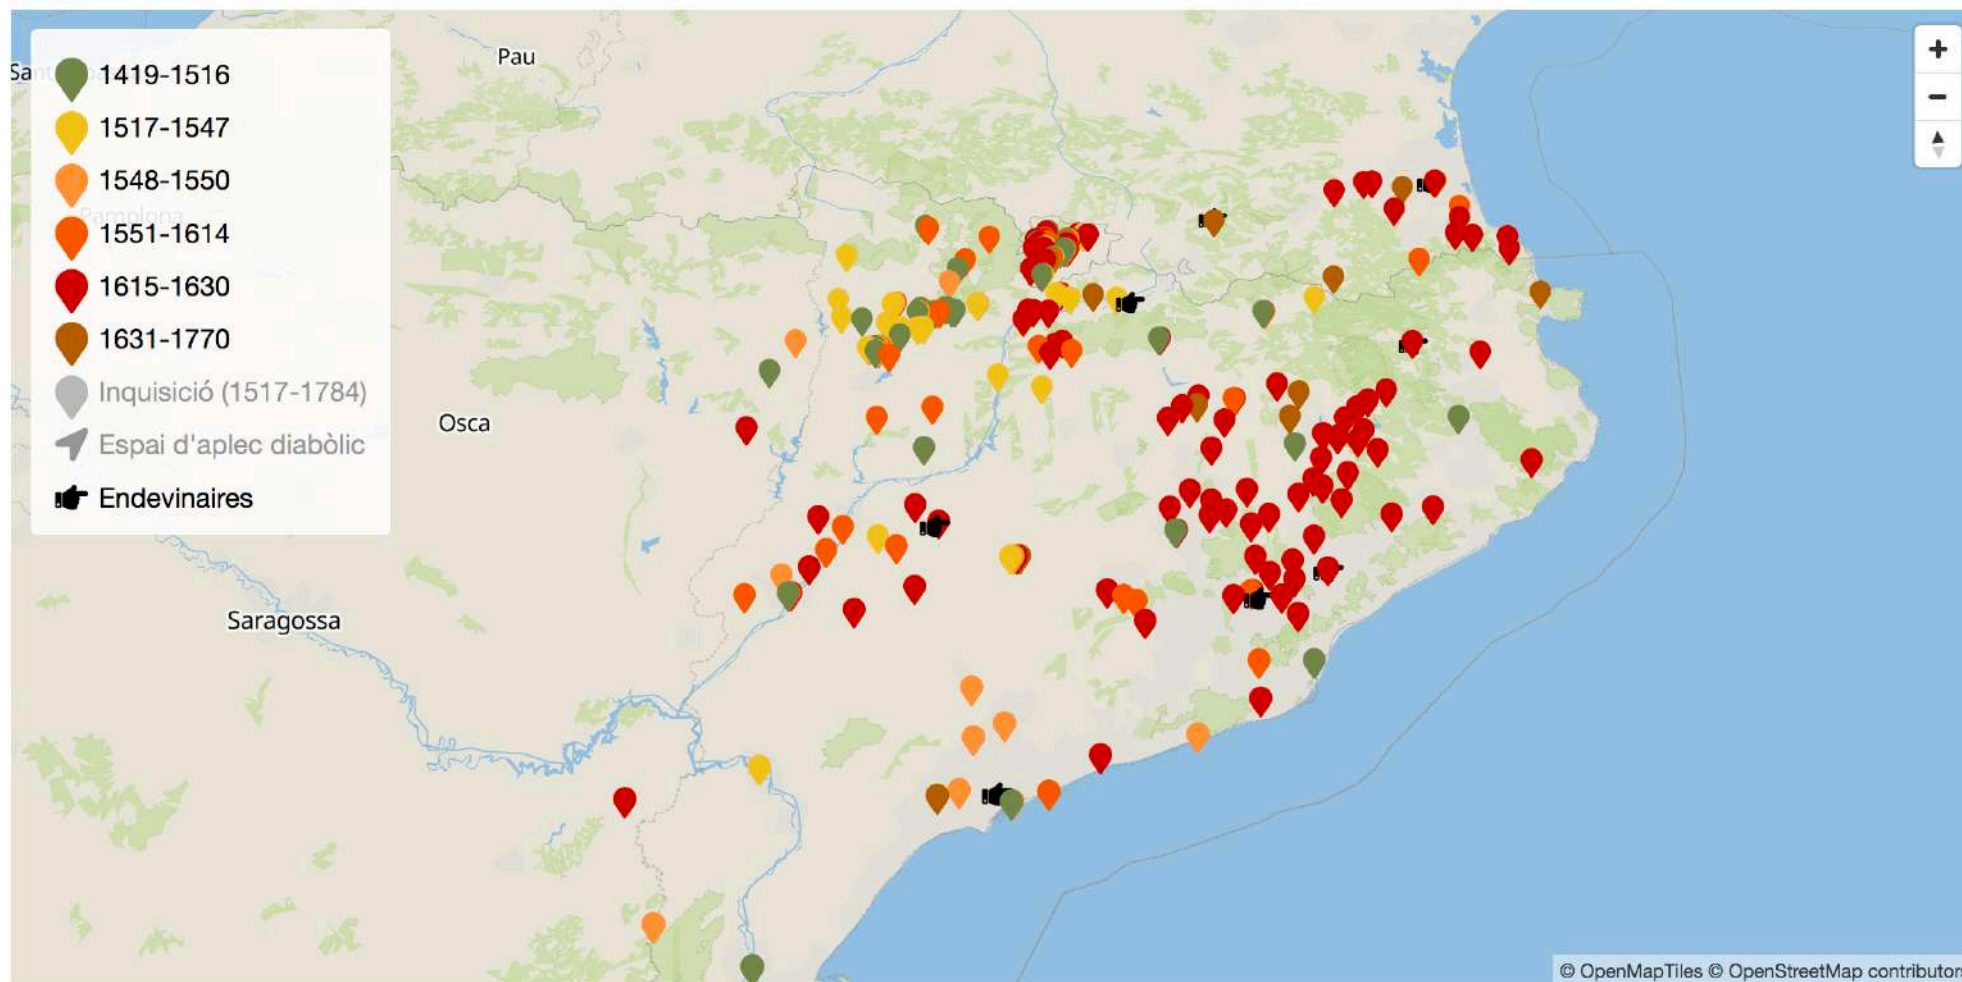 Pau
1419-1516
1517-1547
1548-1550
Pamplona
1551-1614
1615-1630
1631-1770
Inquisició (1517-1784)
Espai d'aplec diabòlic
Osca
Endevinaires
Saragossa
© OpenMapTiles © OpenStreetMap contributors